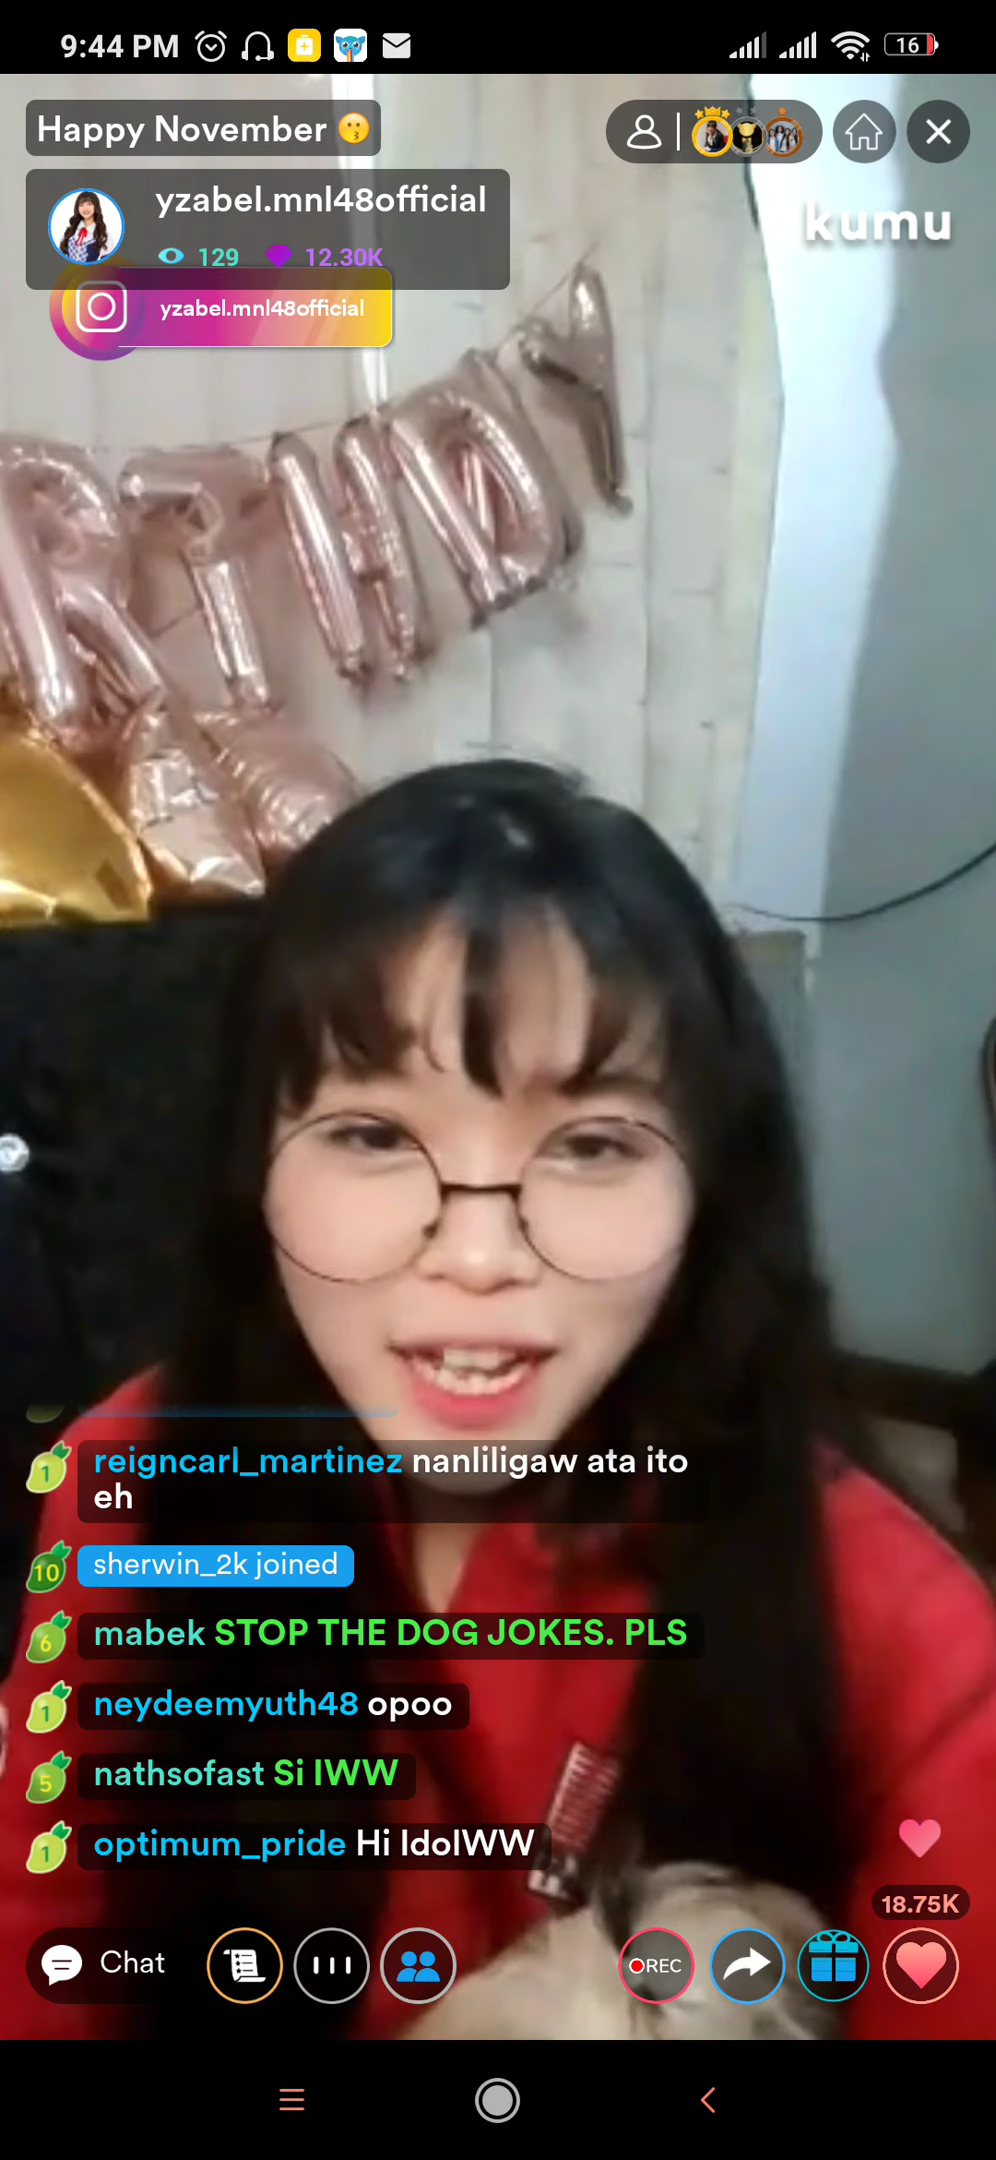 9:44 PM
16
Happy November
yzabel.mnl48official
129 12.30K
kumu
yzabel.mnl48official
RTHD
reigncarl_martinez nanliligaw ata ito
eh
1
10
sherwin_2k joined
6
mabek STOP THE DOG JOKES. PLS
1
neydeemyuth48 opoo
5
nathsofast Si IWW
1
optimum_pride Hi IdolWW
18.75K
Chat
REC